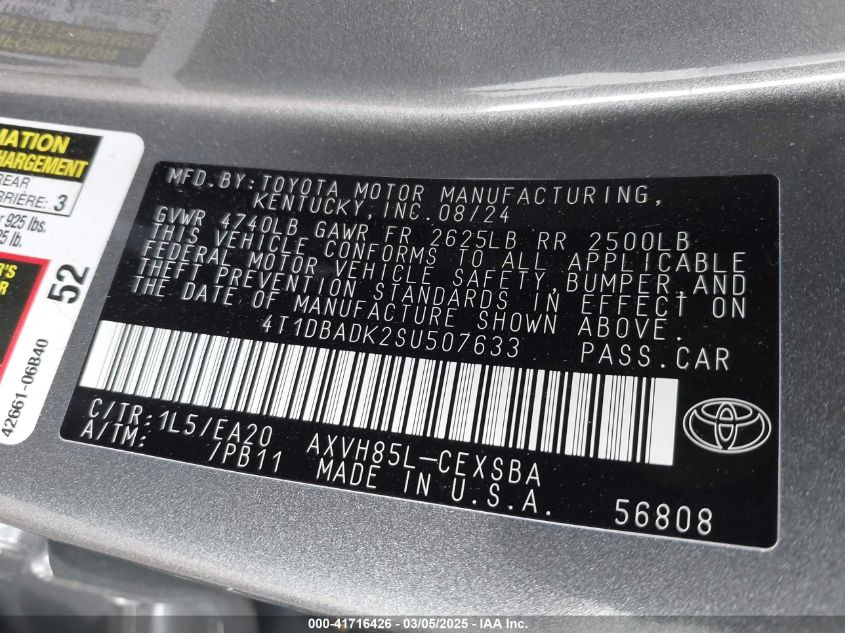 MATION
HARGEMENT
REAR
ARRIÈRE: 3
925 lbs.
lb.
52
42661-06B40
MFD. BY: TOYOTA MOTOR MANUFACTURING,
KENTUCKY, INC. 08/24
GVWR 4740LB GAWR FR 2625LB RR 2500LB
THIS VEHICLE CONFORMS TO ALL APPLICABLE
FEDERAL MOTOR VEHICLE SAFETY, BUMPER, AND
THEFT PREVENTION STANDARDS IN EFFECT ON
THE DATE OF MANUFACTURE SHOWN ABOVE.
4T1DBADK2SU507633 PASS. CAR
C/TR: 1L5/EA20 AXVH85L-CEXSBA
A/TM: /PB11 MADE IN U.S.A.
56808
000-41716426 - 03/05/2025 - IAA Inc.